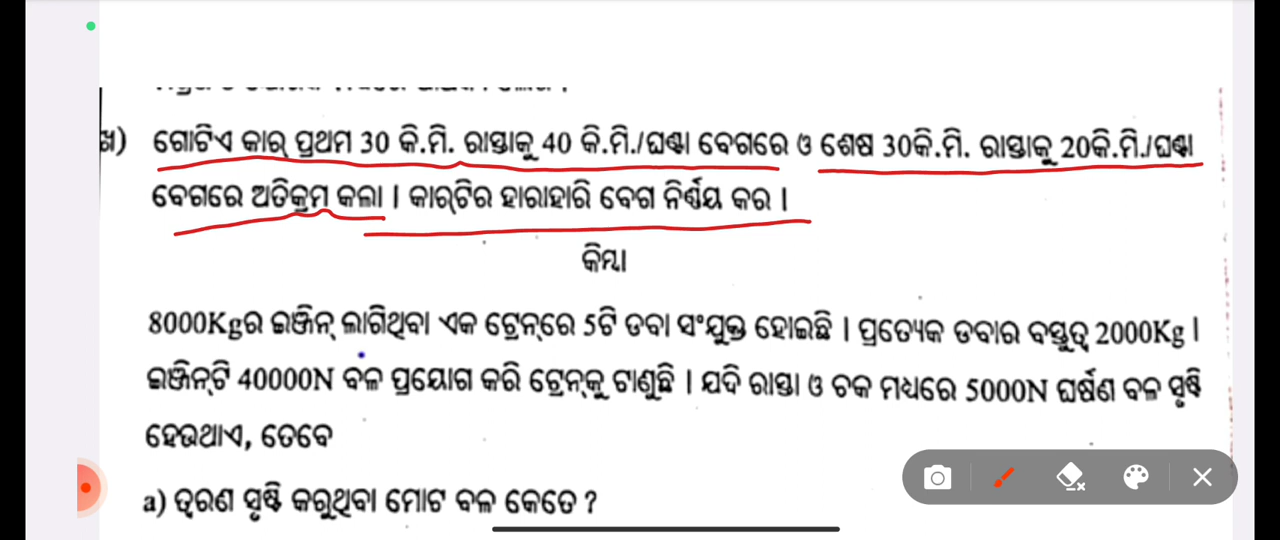 ଖ) ଗୋଟିଏ କାର୍ ପ୍ରଥମ 30 କି.ମି. ରାସ୍ତାକୁ 40 କି.ମି./ଘଣ୍ଟା ବେଗରେ ଓ ଶେଷ 30କି.ମି. ରାସ୍ତାକୁ 20କି.ମି./ଘଣ୍ଟା
ବେଗରେ ଅତିକ୍ରମ କଲା । କାର୍‌ଟିର ହାରାହାରି ବେଗ ନିର୍ଣ୍ଣୟ କର ।
କିମ୍ବା
8000Kgର ଇଞ୍ଜିନ୍ ଲାଗିଥିବା ଏକ ଟ୍ରେନ୍‌ରେ 5ଟି ଡବା ସଂଯୁକ୍ତ ହୋଇଛି । ପ୍ରତ୍ୟେକ ଡବାର ବସ୍ତୁତ୍ୱ 2000Kg ।
ଇଞ୍ଜିନ୍‌ଟି 40000N ବଳ ପ୍ରୟୋଗ କରି ଟ୍ରେନ୍‌କୁ ଟାଣୁଛି । ଯଦି ରାସ୍ତା ଓ ଚକ ମଧ୍ୟରେ 5000N ଘର୍ଷଣ ବଳ ସୃଷ୍ଟି
ହେଉଥାଏ, ତେବେ
a) ତ୍ୱରଣ ସୃଷ୍ଟି କରୁଥିବା ମୋଟ ବଳ କେତେ ?